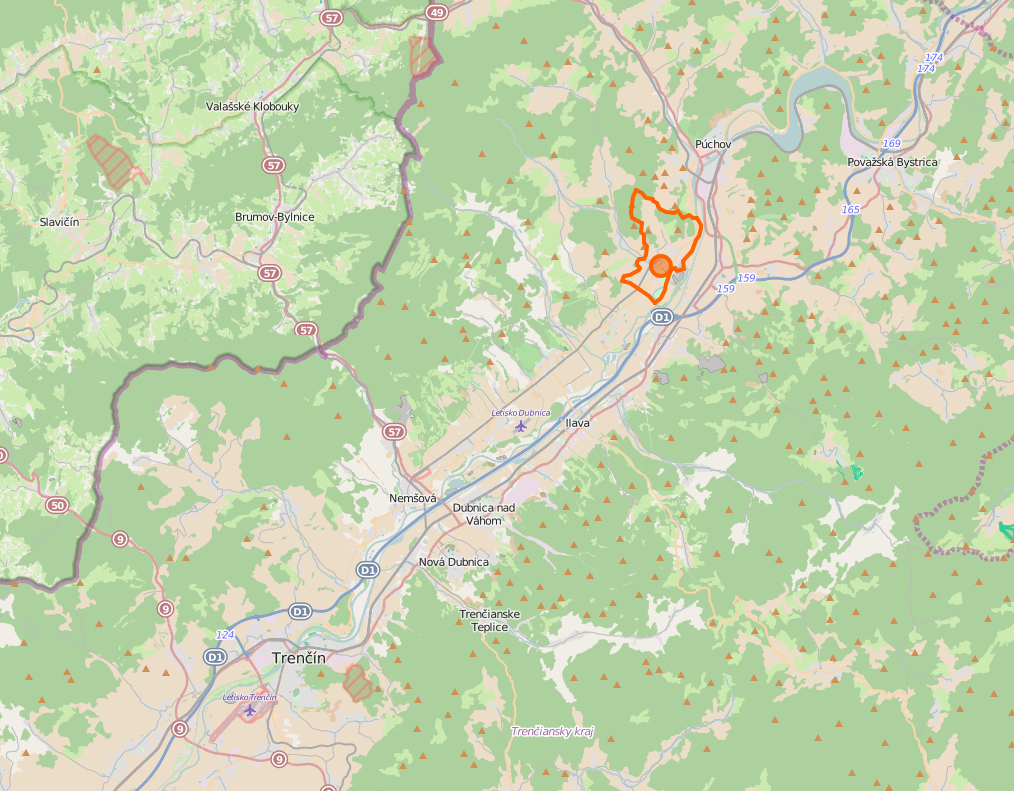 57
49
174
174
Valašské Klobouky
Púchov
169
Považská Bystrica
57
Slavičín
Brumov-Bylnice
165
57
159
159
D1
57
Letisko Dubnica
Ilava
57
9
50
Nemšová
Dubnica nad
Váhom
9
Nová Dubnica
D1
9
D1
Trenčianske
Teplice
124
D1
Trenčín
Letisko Trenčín
9
Trenčiansky kraj
9
9